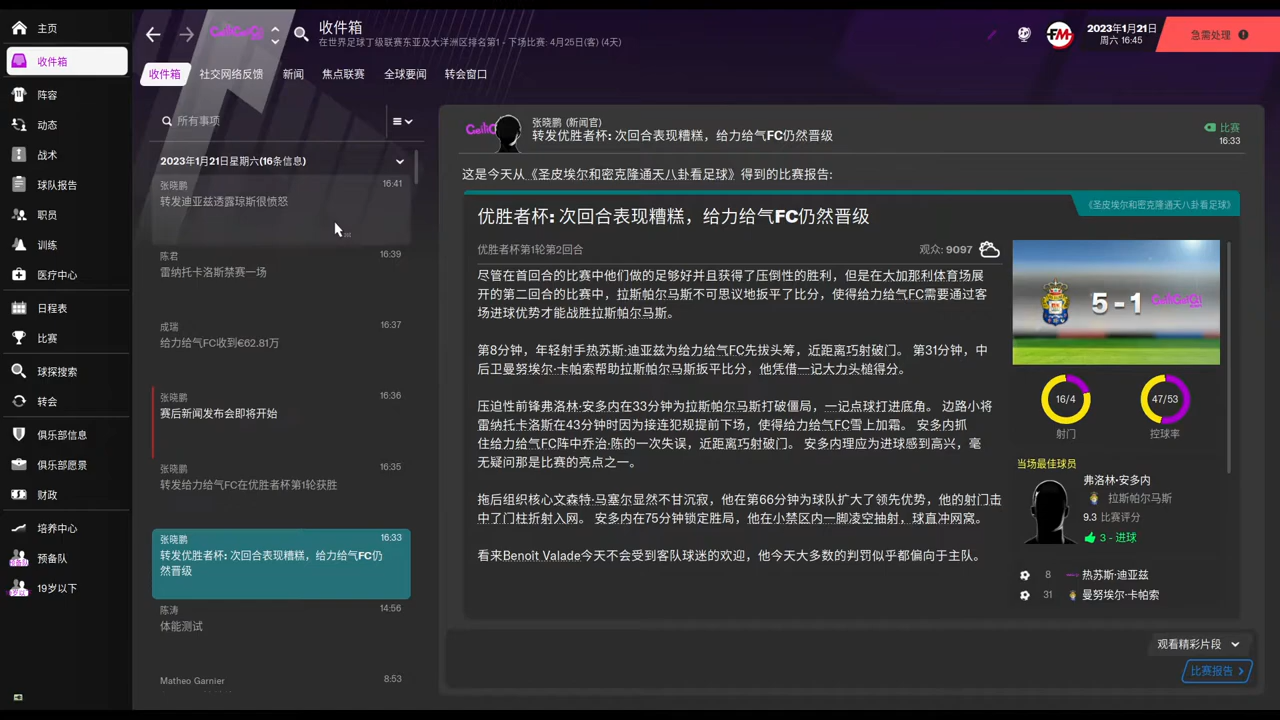 主页
收件箱
阵容
动态
战术
球队报告
职员
训练
医疗中心
日程表
比赛
球探搜索
转会
俱乐部信息
俱乐部愿景
财政
培养中心
预备队
19岁以下
GeiliGeiQi
收件箱
在世界足球丁级联赛东亚及大洋洲区排名第1 - 下场比赛: 4月25日(客) (4天)
FM
2023年1月21日
周六 16:45
急需处理
收件箱 社交网络反馈 新闻 焦点联赛 全球要闻 转会窗口
所有事项
2023年1月21日星期六(16条信息)
张晓鹏 16:41
转发迪亚兹透露琼斯很愤怒
陈君 16:39
雷纳托卡洛斯禁赛一场
成瑞 16:37
给力给气FC收到€62.81万
张晓鹏 16:36
赛后新闻发布会即将开始
张晓鹏 16:35
转发给力给气FC在优胜者杯第1轮获胜
张晓鹏 16:33
转发优胜者杯: 次回合表现糟糕，给力给气FC仍
然晋级
陈涛 14:56
体能测试
Matheo Garnier 8:53
张晓鹏 (新闻官)
转发优胜者杯: 次回合表现糟糕，给力给气FC仍然晋级
比赛
16:33
这是今天从《圣皮埃尔和密克隆通天八卦看足球》得到的比赛报告:
《圣皮埃尔和密克隆通天八卦看足球》
优胜者杯: 次回合表现糟糕，给力给气FC仍然晋级
优胜者杯第1轮第2回合 观众: 9097
尽管在首回合的比赛中他们做的足够好并且获得了压倒性的胜利，但是在大加那利体育场展
开的第二回合的比赛中，拉斯帕尔马斯不可思议地扳平了比分，使得给力给气FC需要通过客
场进球优势才能战胜拉斯帕尔马斯。
第8分钟，年轻射手热苏斯·迪亚兹为给力给气FC先拔头筹，近距离巧射破门。 第31分钟，中
后卫曼努埃尔·卡帕索帮助拉斯帕尔马斯扳平比分，他凭借一记大力头槌得分。
压迫性前锋弗洛林·安多内在33分钟为拉斯帕尔马斯打破僵局，一记点球打进底角。 边路小将
雷纳托卡洛斯在43分钟时因为接连犯规提前下场，使得给力给气FC雪上加霜。 安多内抓
住给力给气FC阵中乔治·陈的一次失误，近距离巧射破门。 安多内理应为进球感到高兴，毫
无疑问那是比赛的亮点之一。
拖后组织核心文森特·马塞尔显然不甘沉寂，他在第66分钟为球队扩大了领先优势，他的射门击
中了门柱折射入网。 安多内在75分钟锁定胜局，他在小禁区内一脚凌空抽射，球直冲网窝。
看来Benoit Valade今天不会受到客队球迷的欢迎，他今天大多数的判罚似乎都偏向于主队。
5 - 1 GeiliGeiQi
16/4 47/53
射门 控球率
当场最佳球员
弗洛林·安多内
拉斯帕尔马斯
9.3 比赛评分
3 - 进球
8 热苏斯·迪亚兹
31 曼努埃尔·卡帕索
观看精彩片段
比赛报告